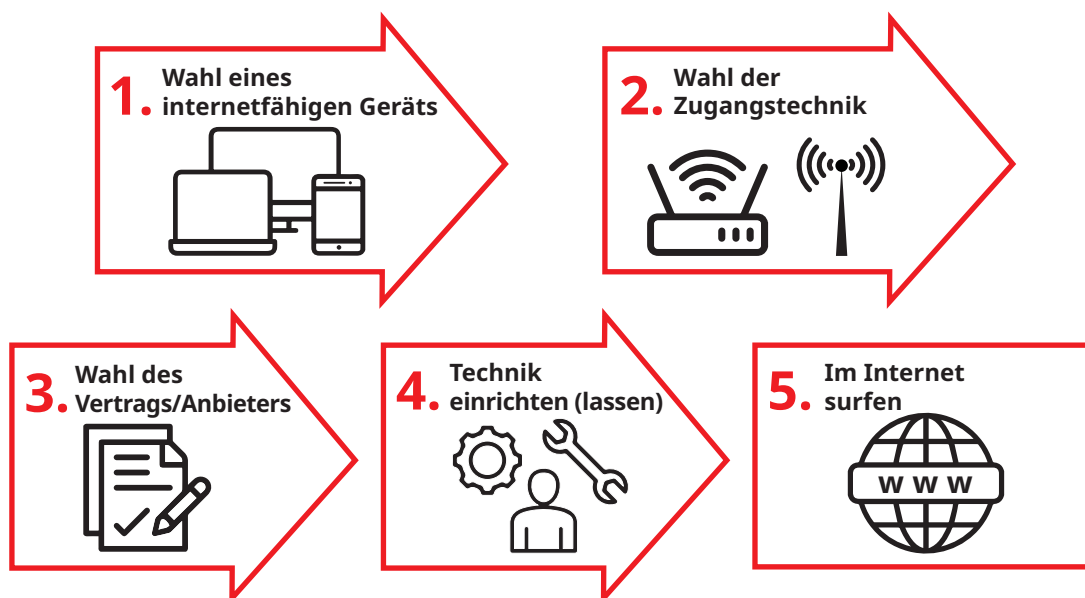 1. Wahl eines
internetfähigen Geräts
2. Wahl der
Zugangstechnik
3. Wahl des
Vertrags/Anbieters
4. Technik
einrichten (lassen)
5. Im Internet
surfen
W W W